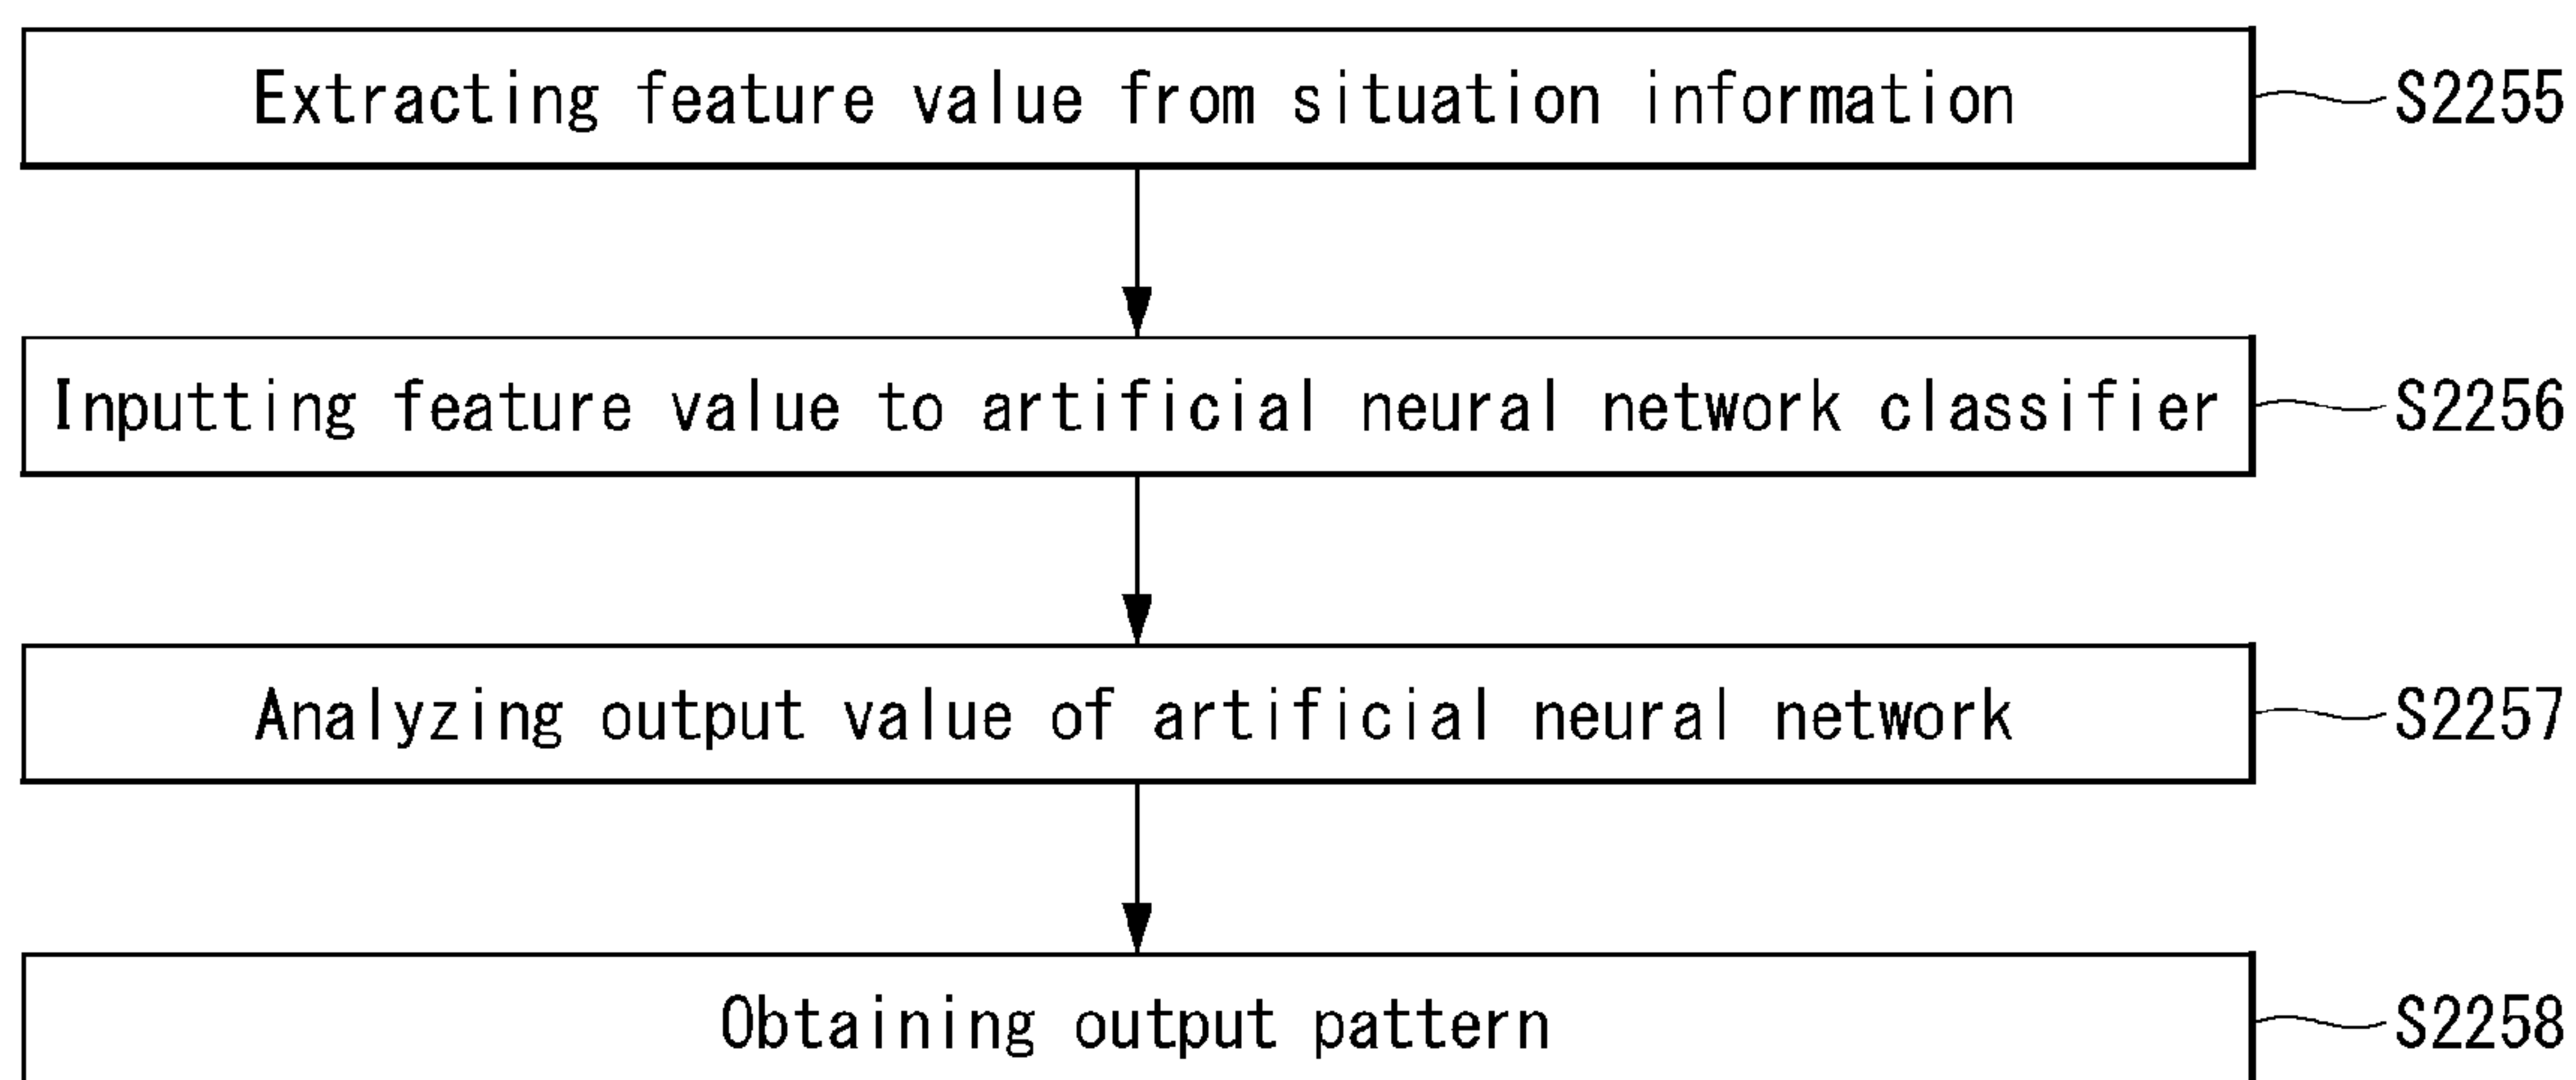 Extracting feature value from situation information S2255
Inputting feature value to artificial neural network classifier S2256
Analyzing output value of artificial neural network S2257
Obtaining output pattern S2258